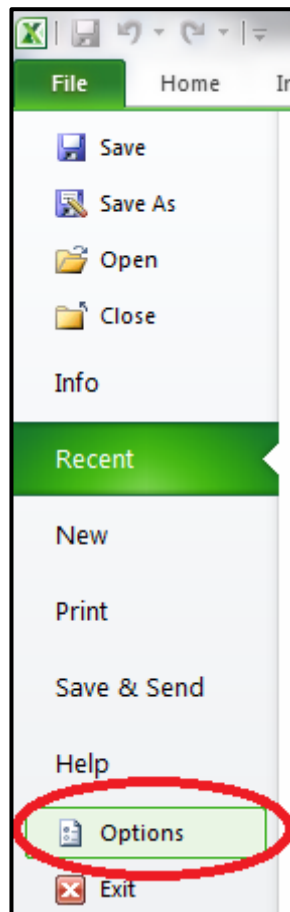 File Home
Save
Save As
Open
Close
Info
Recent
New
Print
Save & Send
Help
Options
Exit